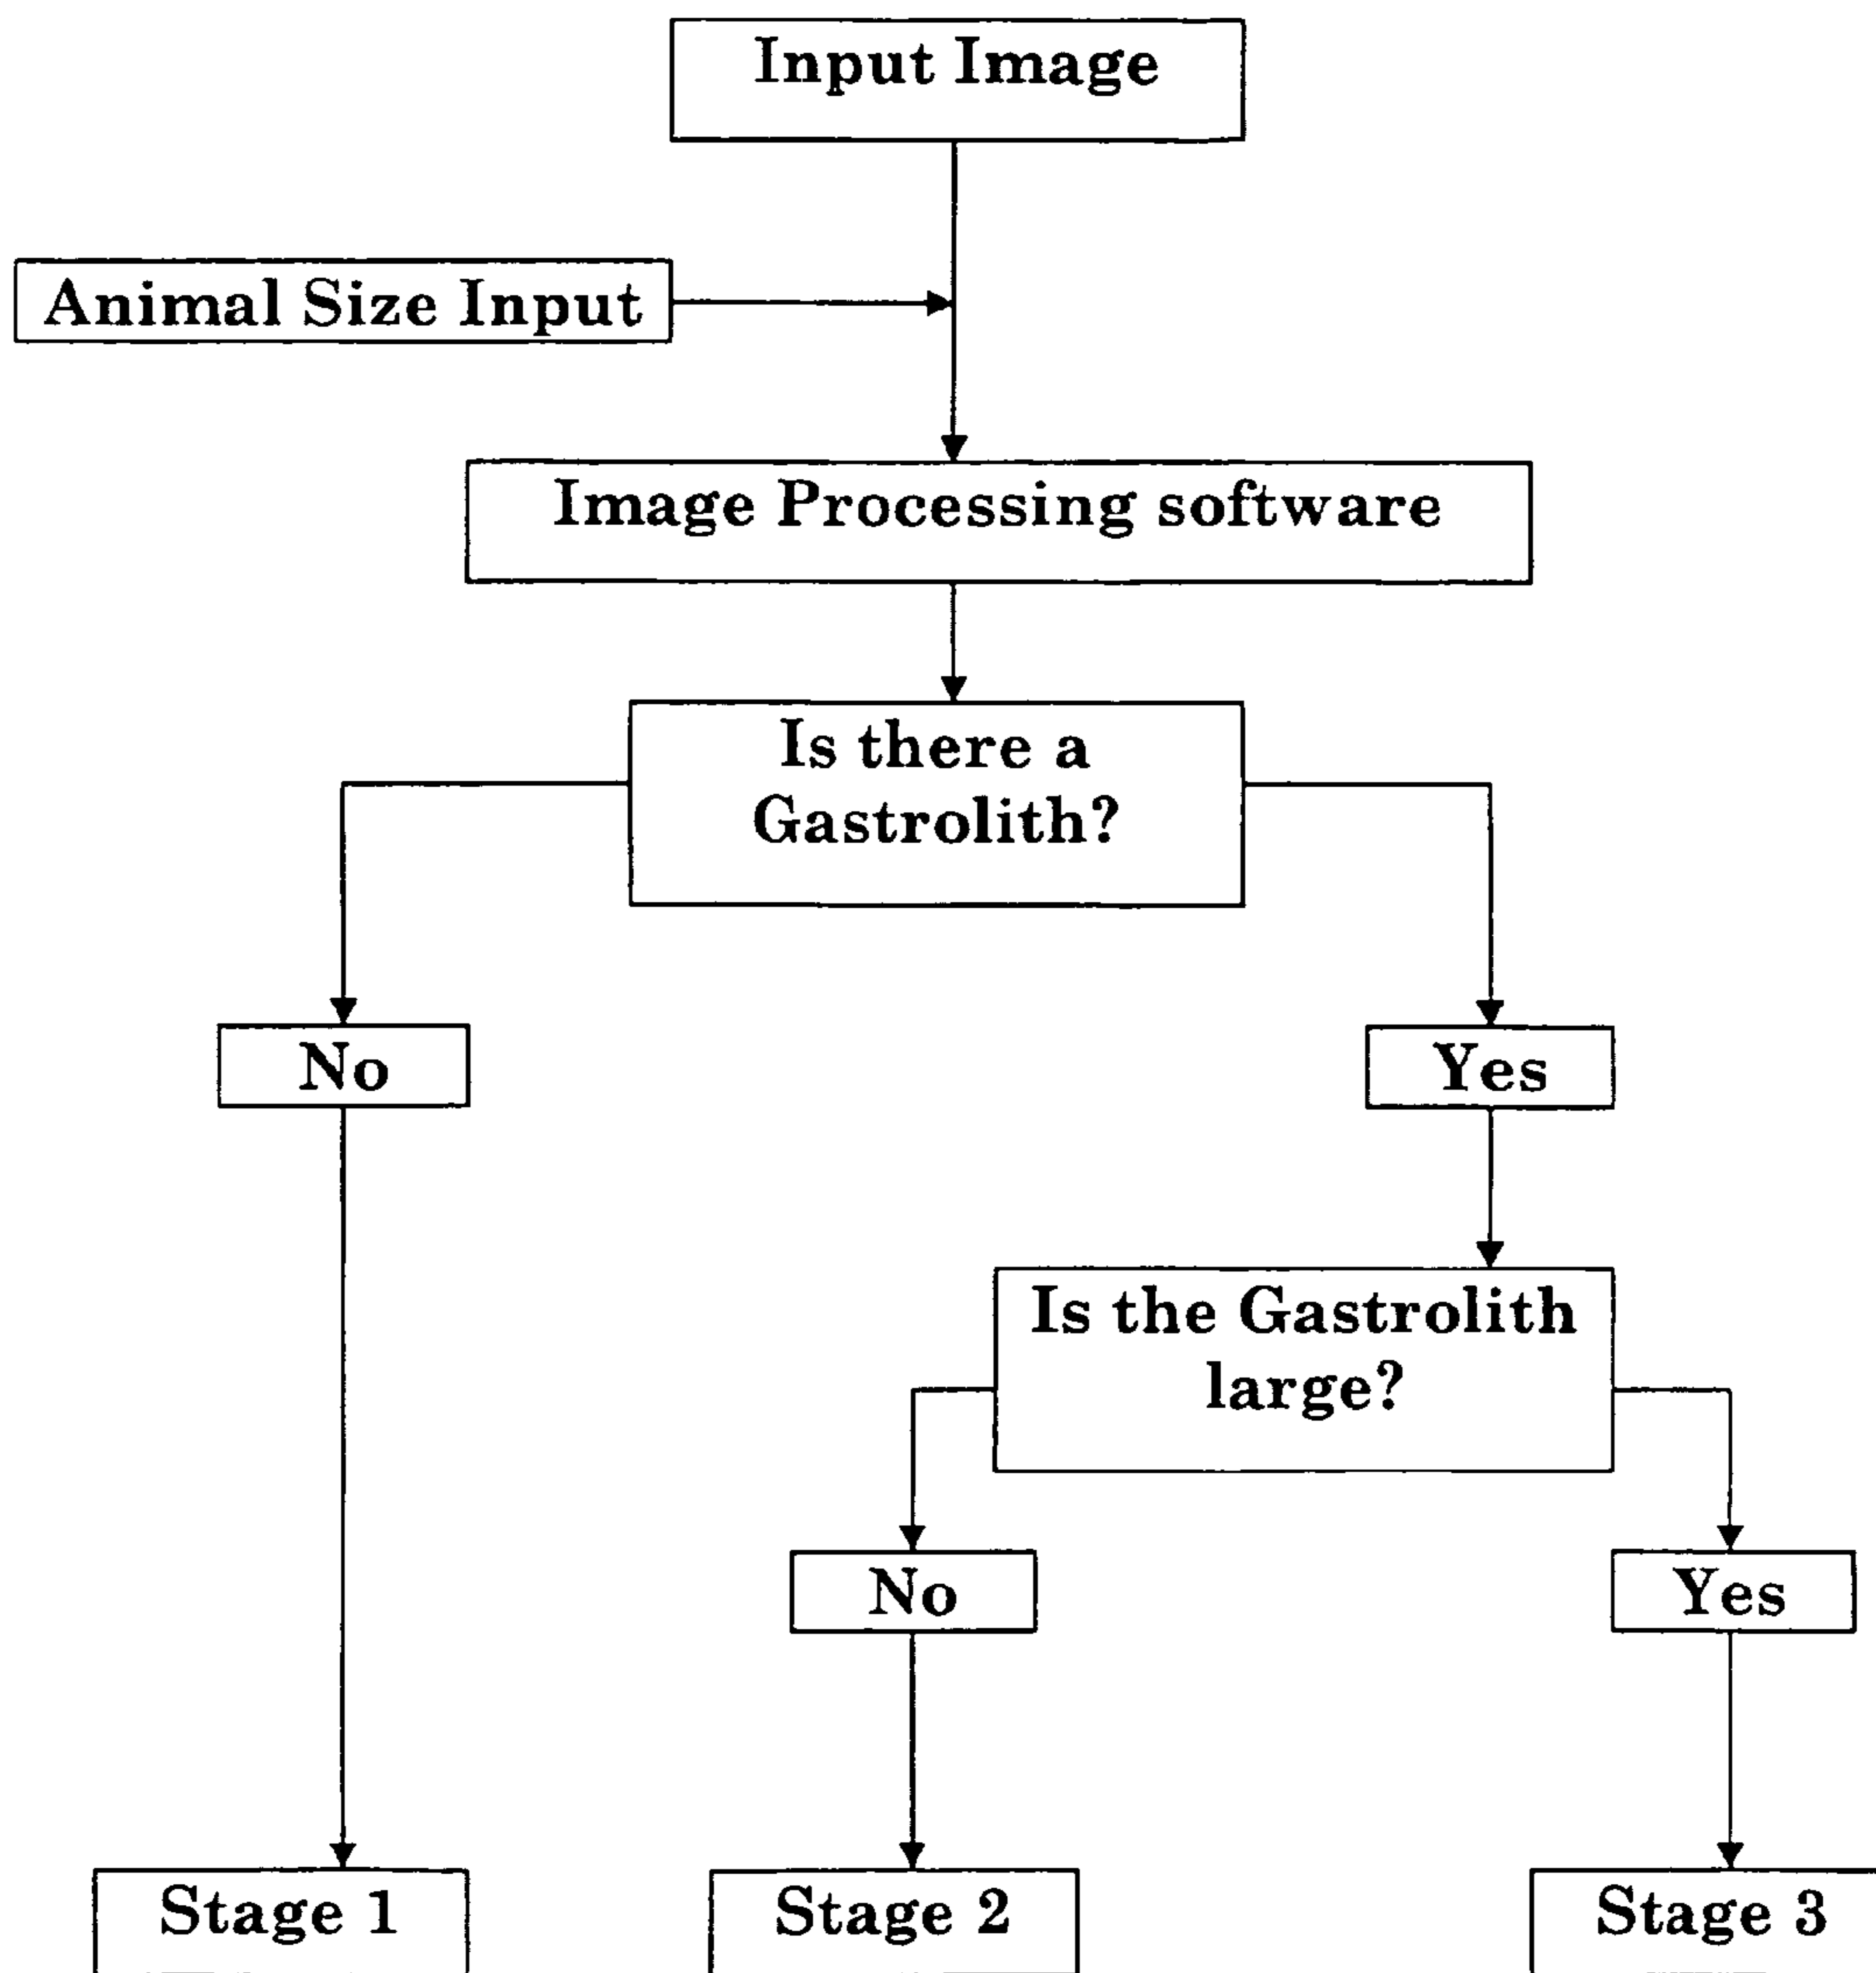 Input Image
Animal Size Input
Image Processing software
Is there a
Gastrolith?
No
Yes
Is the Gastrolith
large?
No
Yes
Stage 1
Stage 2
Stage 3